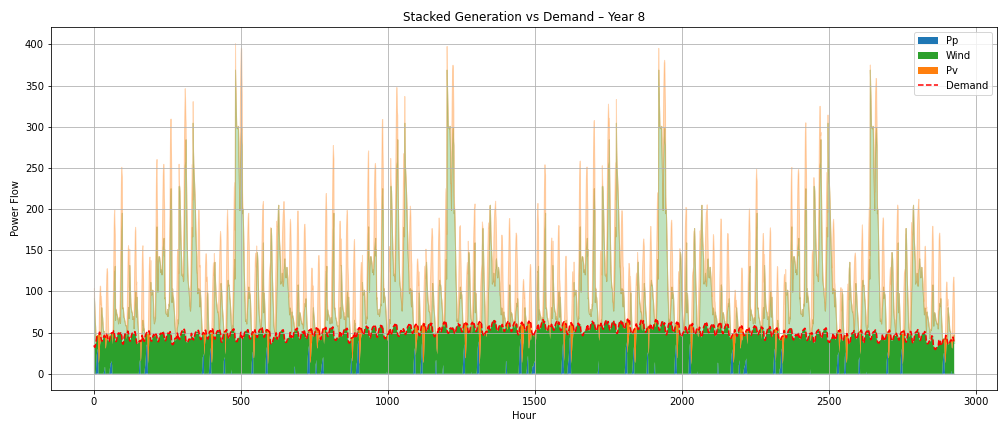 Stacked Generation vs Demand – Year 8
Pp
Wind
Pv
Demand
Power Flow
400
350
300
250
200
150
100
50
0
0 500 1000 1500 2000 2500 3000
Hour